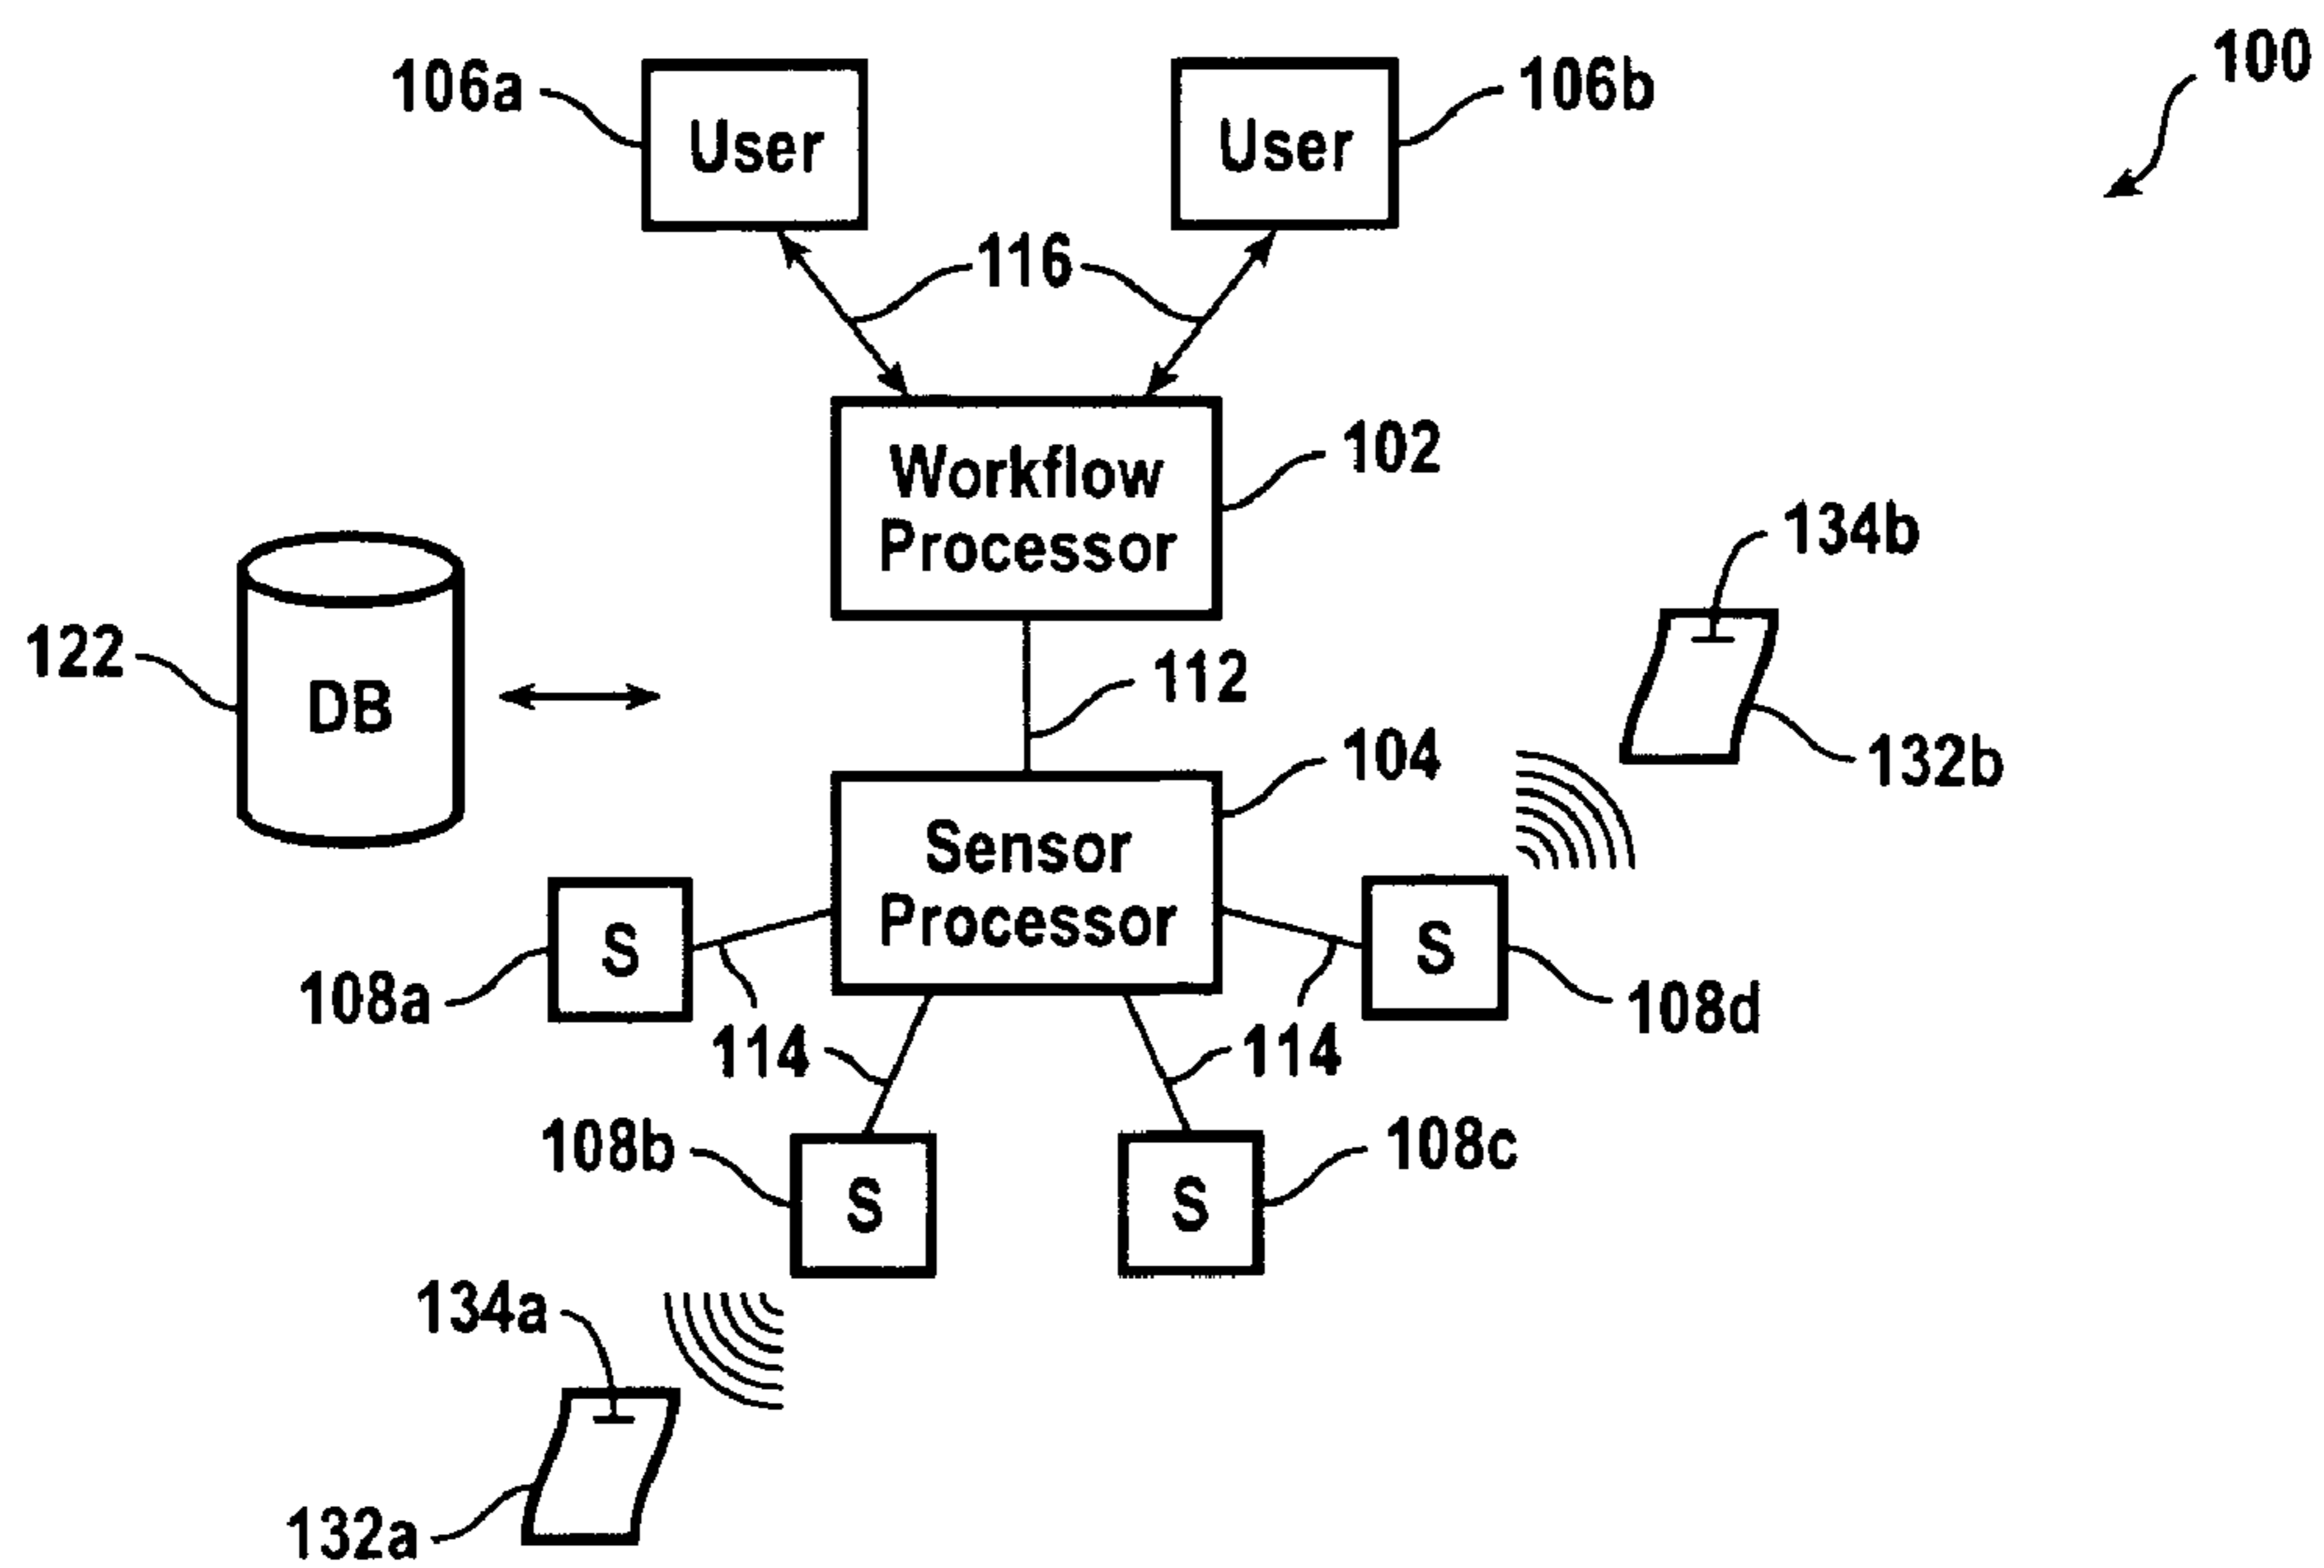 100
106a
User
User
106b
116
Workflow
Processor
102
134b
122
DB
112
132b
104
Sensor
Processor
S
S
108a
108d
114
114
108b
S
S
108c
134a
132a